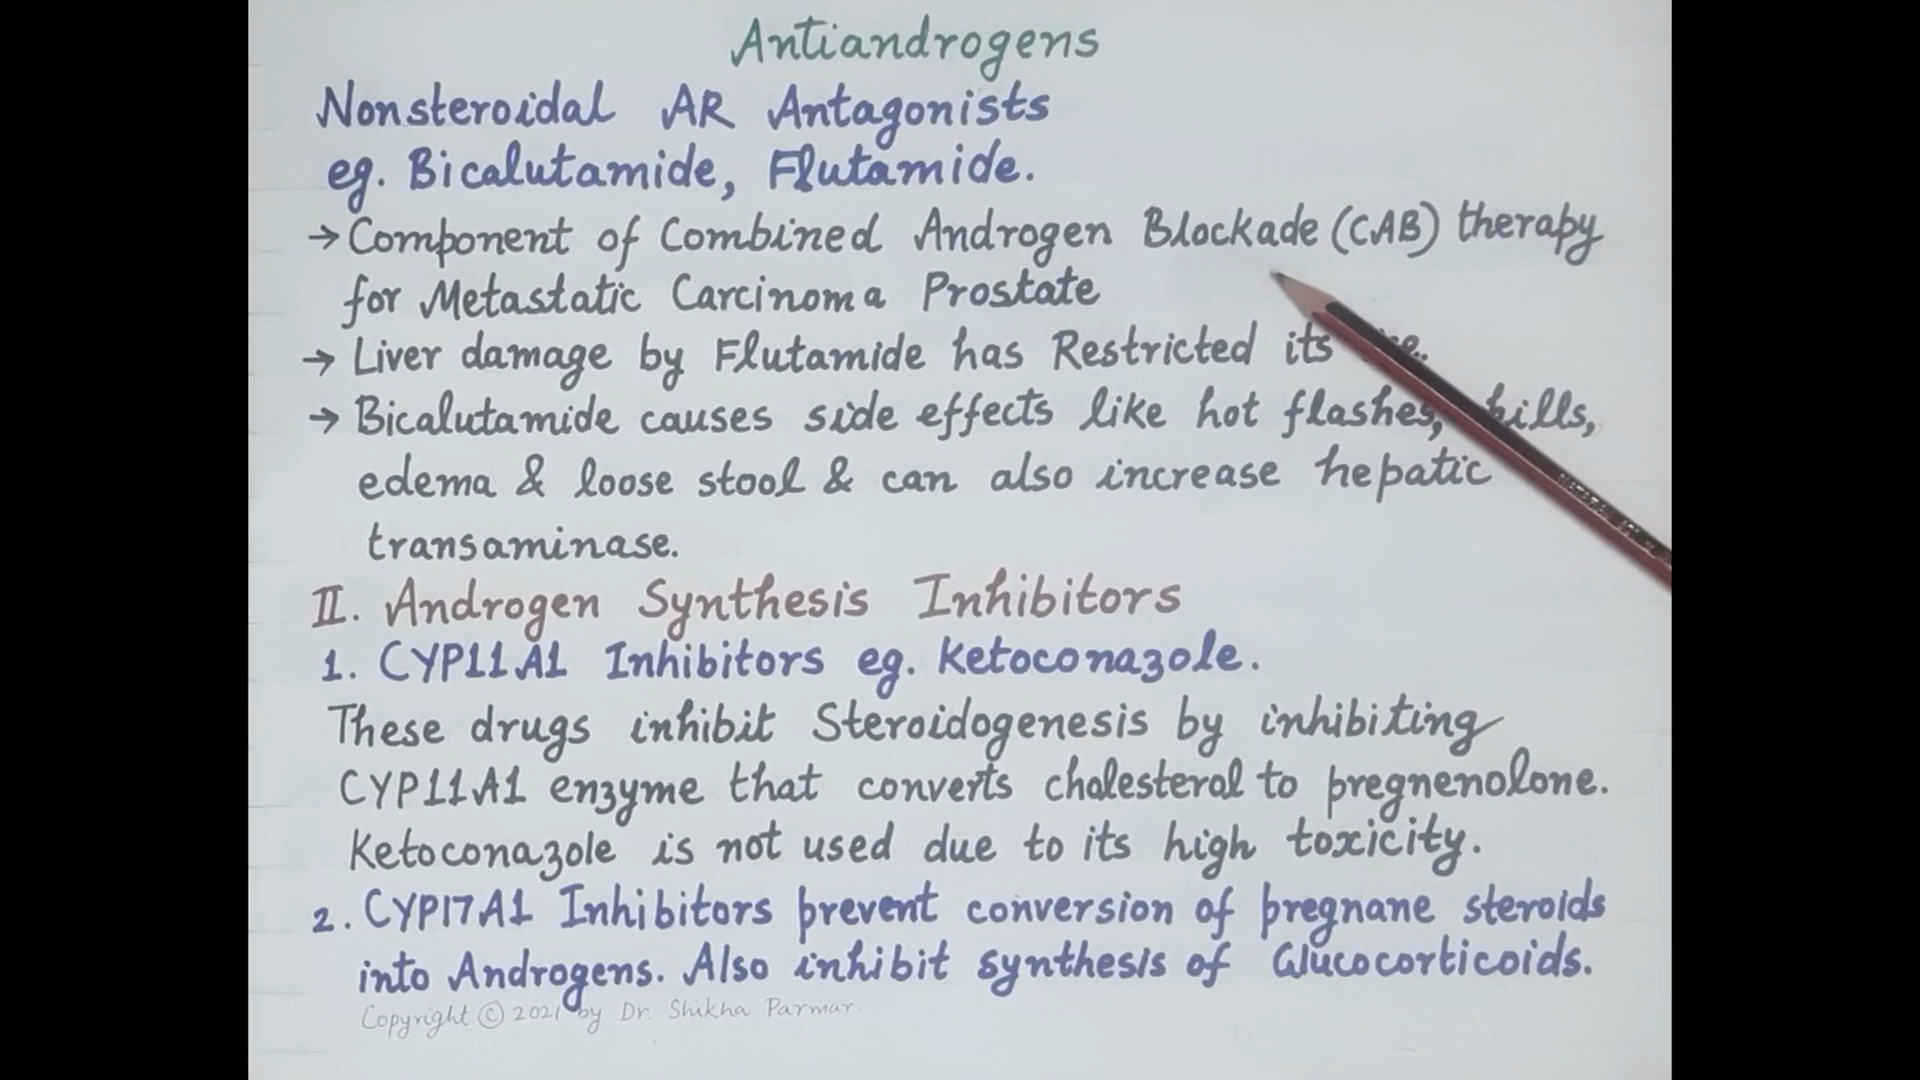 Antiandrogens
Nonsteroidal AR Antagonists
eg. Bicalutamide, Flutamide.
→ Component of Combined Androgen Blockade (CAB) therapy
for Metastatic Carcinoma Prostate
→ Liver damage by Flutamide has Restricted its
→ Bicalutamide causes side effects like hot flashes,
edema & loose stool & can also increase hepatic
transaminase.
II. Androgen Synthesis Inhibitors
1. CYP11A1 Inhibitors eg. Ketoconazole.
These drugs inhibit Steroidogenesis by inhibiting
CYP11A1 enzyme that converts cholesterol to pregnenolone.
Ketoconazole is not used due to its high toxicity.
2. CYP17A1 Inhibitors prevent conversion of pregnane steroids
into Androgens. Also inhibit synthesis of Glucocorticoids.
Copyright © 2021 by Dr. Shikha Parmar.